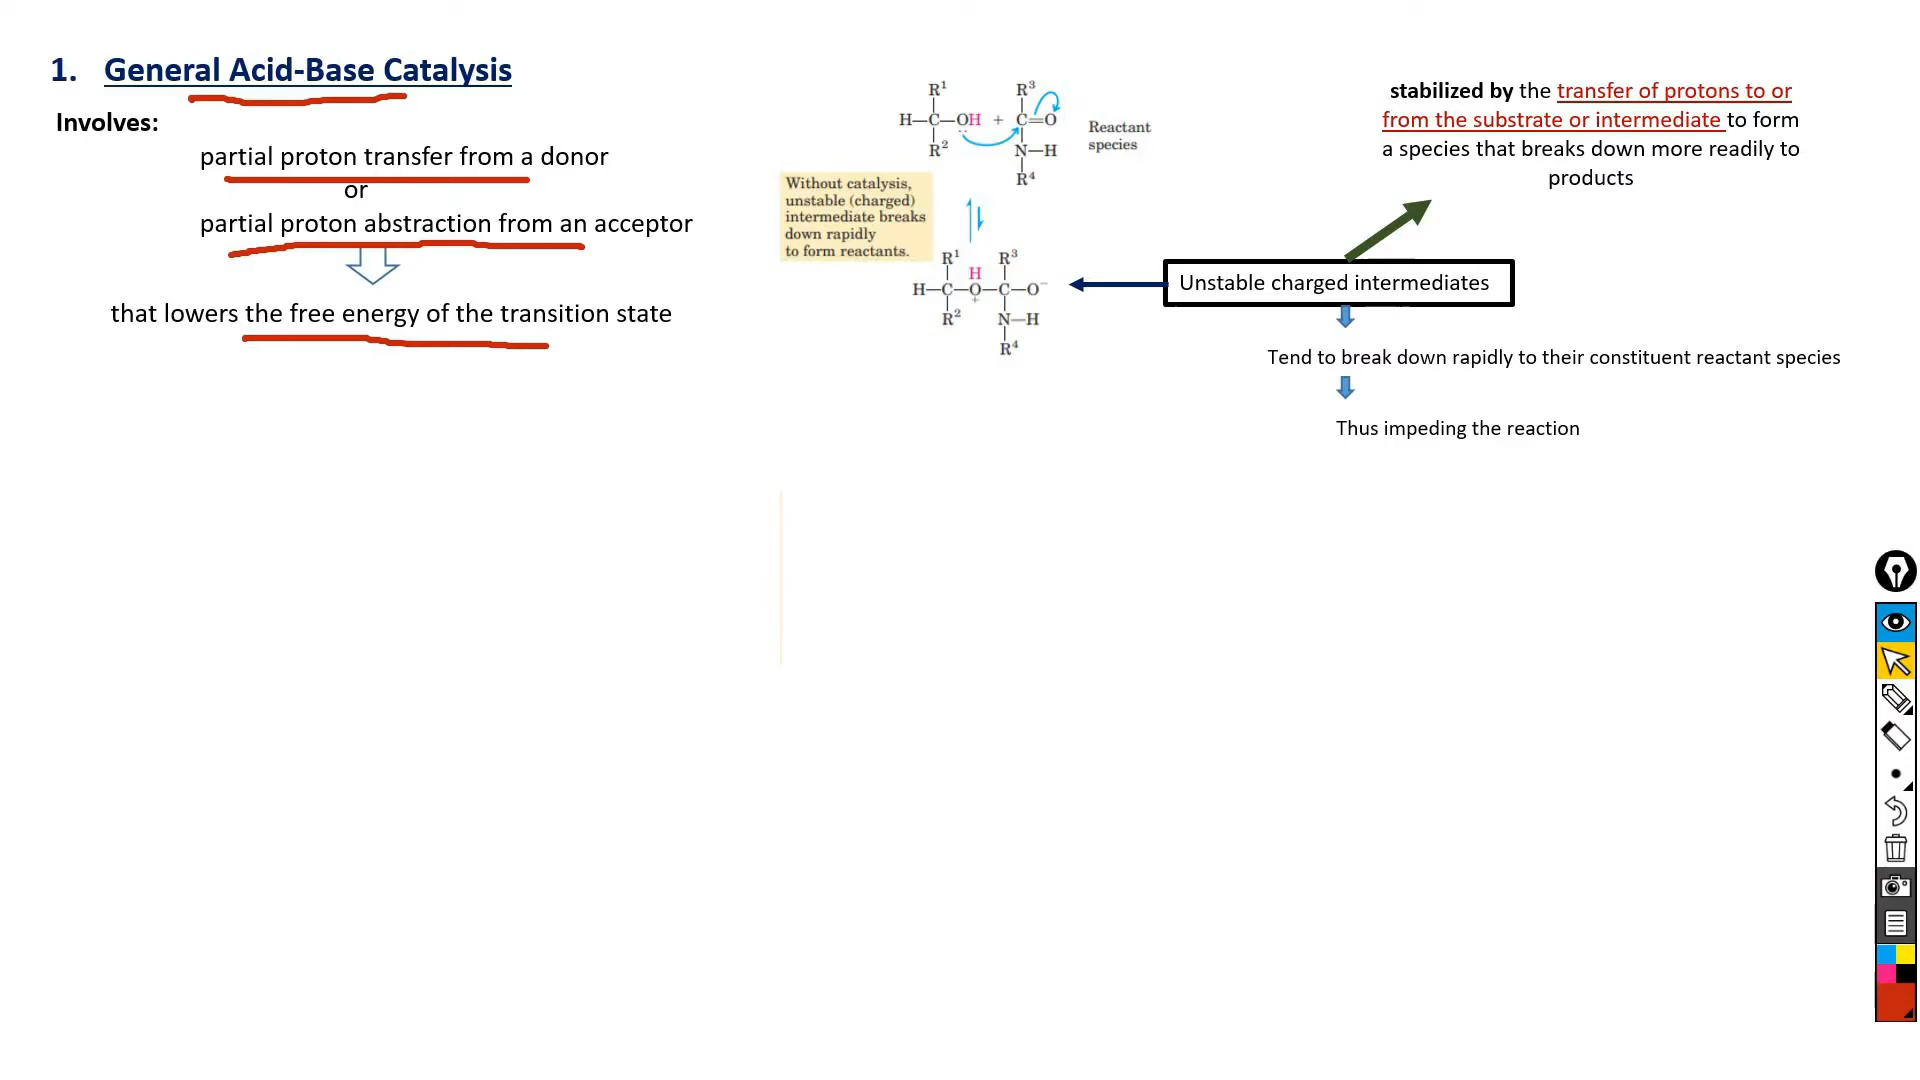 1. General Acid-Base Catalysis
Involves:
partial proton transfer from a donor
or
partial proton abstraction from an acceptor
that lowers the free energy of the transition state
R¹ R³
H—C—OH + C=O
R² N—H
R⁴
Reactant
species
Without catalysis,
unstable (charged)
intermediate breaks
down rapidly
to form reactants.
R¹ R³
H
H—C—O—C—O⁻
+
R² N—H
R⁴
stabilized by the transfer of protons to or
from the substrate or intermediate to form
a species that breaks down more readily to
products
Unstable charged intermediates
Tend to break down rapidly to their constituent reactant species
Thus impeding the reaction